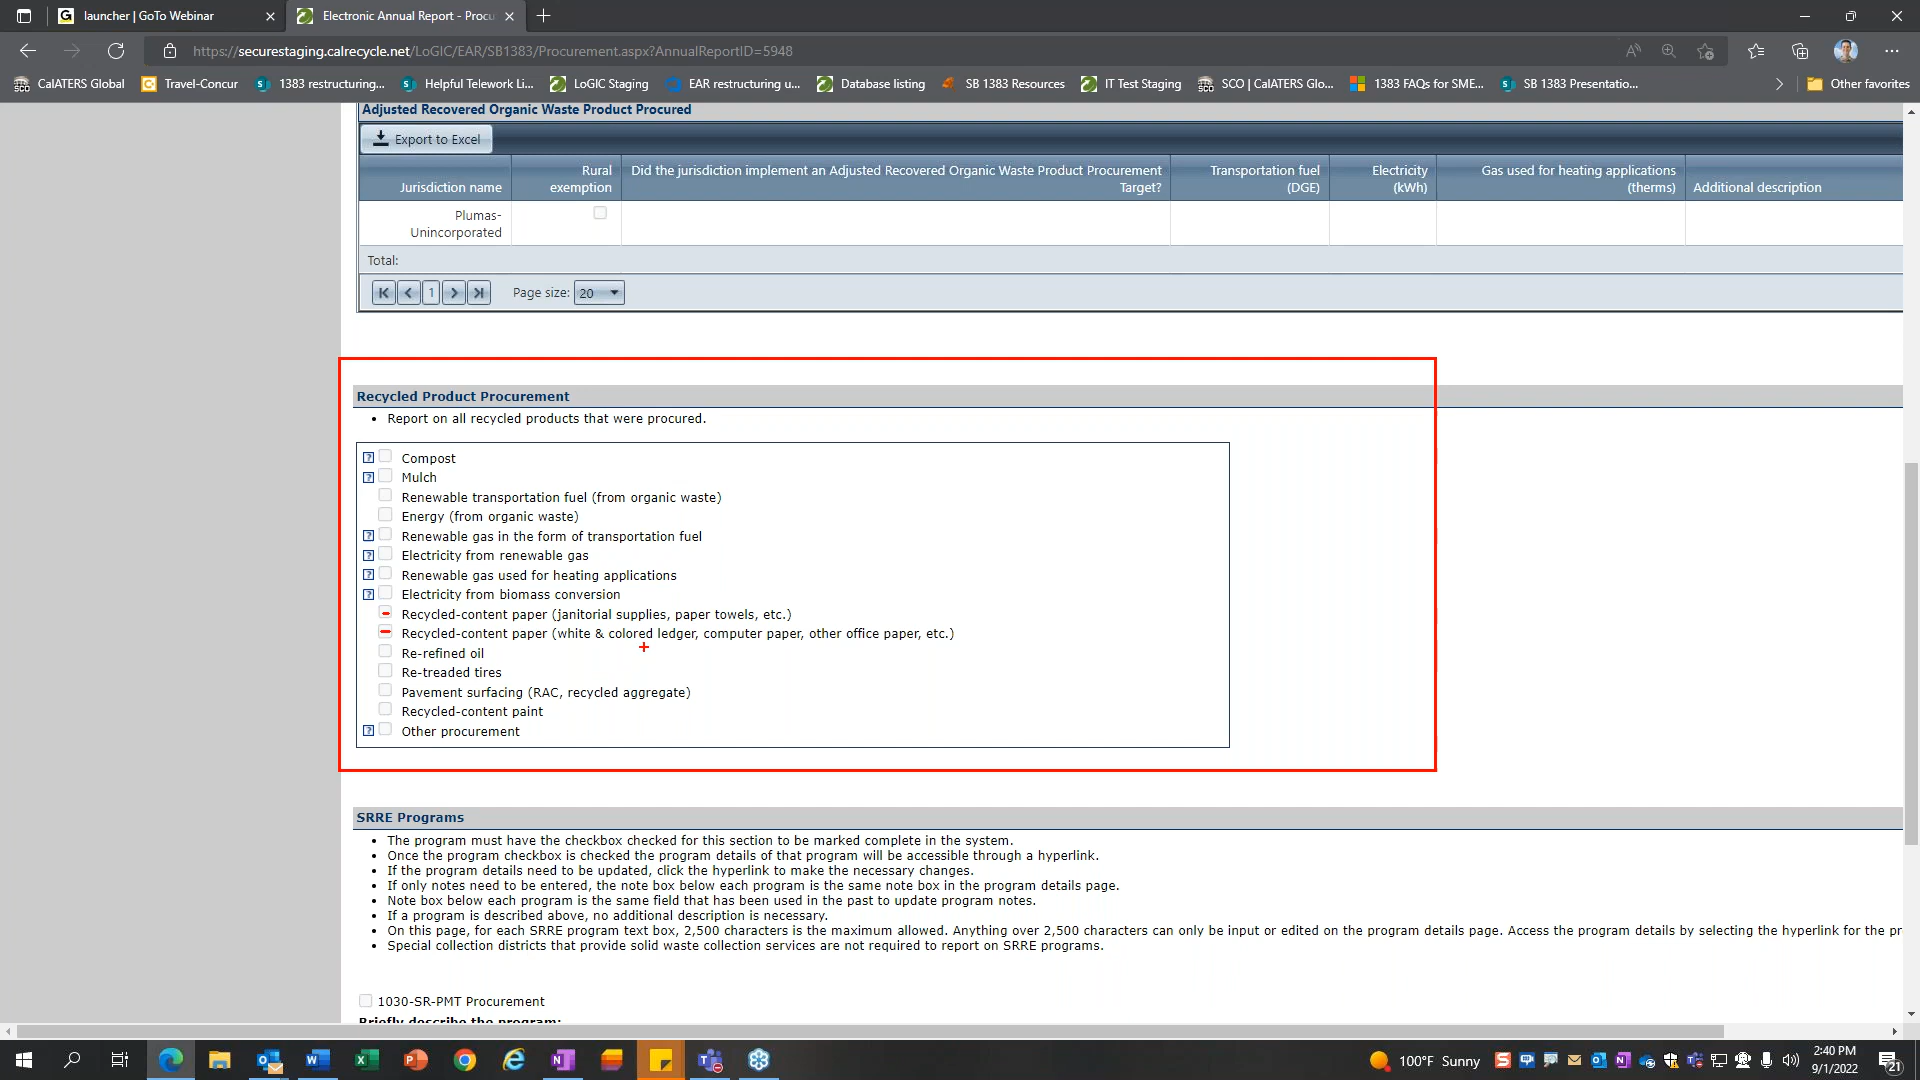 launcher | GoTo Webinar
Electronic Annual Report - Procu
https://securestaging.calrecycle.net/LoGIC/EAR/SB1383/Procurement.aspx?AnnualReportID=5948
CalATERS Global
Travel-Concur
1383 restructuring...
Helpful Telework Li...
LoGIC Staging
EAR restructuring u...
Database listing
SB 1383 Resources
IT Test Staging
SCO | CalATERS Glo...
1383 FAQs for SME...
SB 1383 Presentatio...
Other favorites
Adjusted Recovered Organic Waste Product Procured
Export to Excel
Jurisdiction name
Rural exemption
Did the jurisdiction implement an Adjusted Recovered Organic Waste Product Procurement Target?
Transportation fuel (DGE)
Electricity (kWh)
Gas used for heating applications (therms)
Additional description
Plumas-
Unincorporated
Total:
1
Page size: 20
Recycled Product Procurement
• Report on all recycled products that were procured.
? Compost
? Mulch
Renewable transportation fuel (from organic waste)
Energy (from organic waste)
? Renewable gas in the form of transportation fuel
? Electricity from renewable gas
? Renewable gas used for heating applications
? Electricity from biomass conversion
Recycled-content paper (janitorial supplies, paper towels, etc.)
Recycled-content paper (white & colored ledger, computer paper, other office paper, etc.)
Re-refined oil
Re-treaded tires
Pavement surfacing (RAC, recycled aggregate)
Recycled-content paint
? Other procurement
SRRE Programs
• The program must have the checkbox checked for this section to be marked complete in the system.
• Once the program checkbox is checked the program details of that program will be accessible through a hyperlink.
• If the program details need to be updated, click the hyperlink to make the necessary changes.
• If only notes need to be entered, the note box below each program is the same note box in the program details page.
• Note box below each program is the same field that has been used in the past to update program notes.
• If a program is described above, no additional description is necessary.
• On this page, for each SRRE program text box, 2,500 characters is the maximum allowed. Anything over 2,500 characters can only be input or edited on the program details page. Access the program details by selecting the hyperlink for the pr
• Special collection districts that provide solid waste collection services are not required to report on SRRE programs.
1030-SR-PMT Procurement
Briefly describe the program:
100°F Sunny
2:40 PM
9/1/2022
21